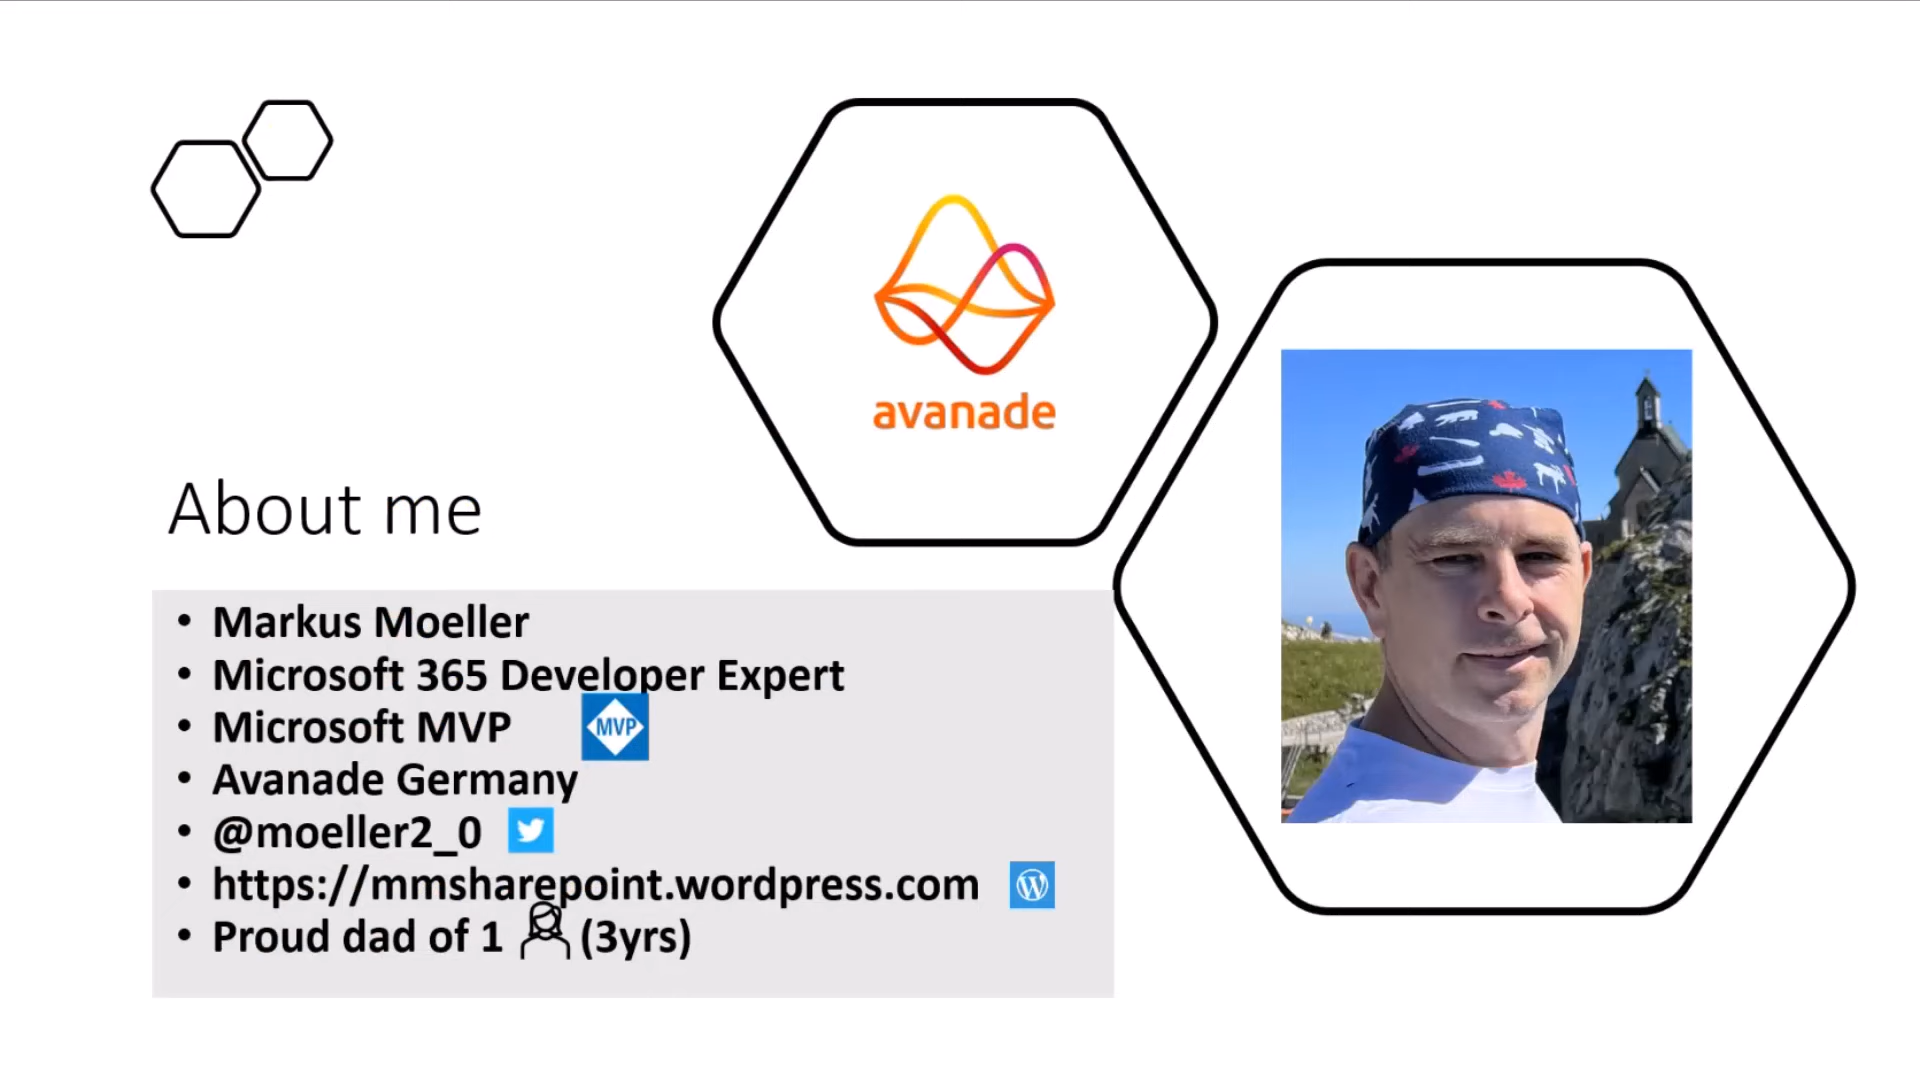 avanade
About me
• Markus Moeller
• Microsoft 365 Developer Expert
• Microsoft MVP MVP
• Avanade Germany
• @moeller2_0
• https://mmsharepoint.wordpress.com
• Proud dad of 1 (3yrs)